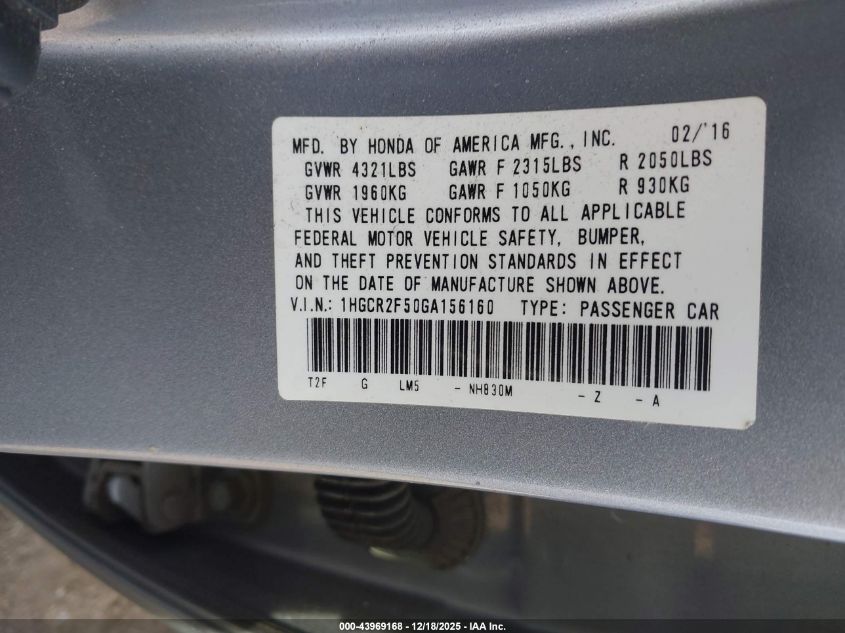 MFD. BY HONDA OF AMERICA MFG., INC. 02/'16
GVWR 4321LBS GAWR F 2315LBS R 2050LBS
GVWR 1960KG GAWR F 1050KG R 930KG
THIS VEHICLE CONFORMS TO ALL APPLICABLE
FEDERAL MOTOR VEHICLE SAFETY, BUMPER,
AND THEFT PREVENTION STANDARDS IN EFFECT
ON THE DATE OF MANUFACTURE SHOWN ABOVE.
V.I.N.: 1HGCR2F50GA156160 TYPE: PASSENGER CAR
T2F G LM5 - NH830M - Z - A
000-43969168 - 12/18/2025 - IAA Inc.